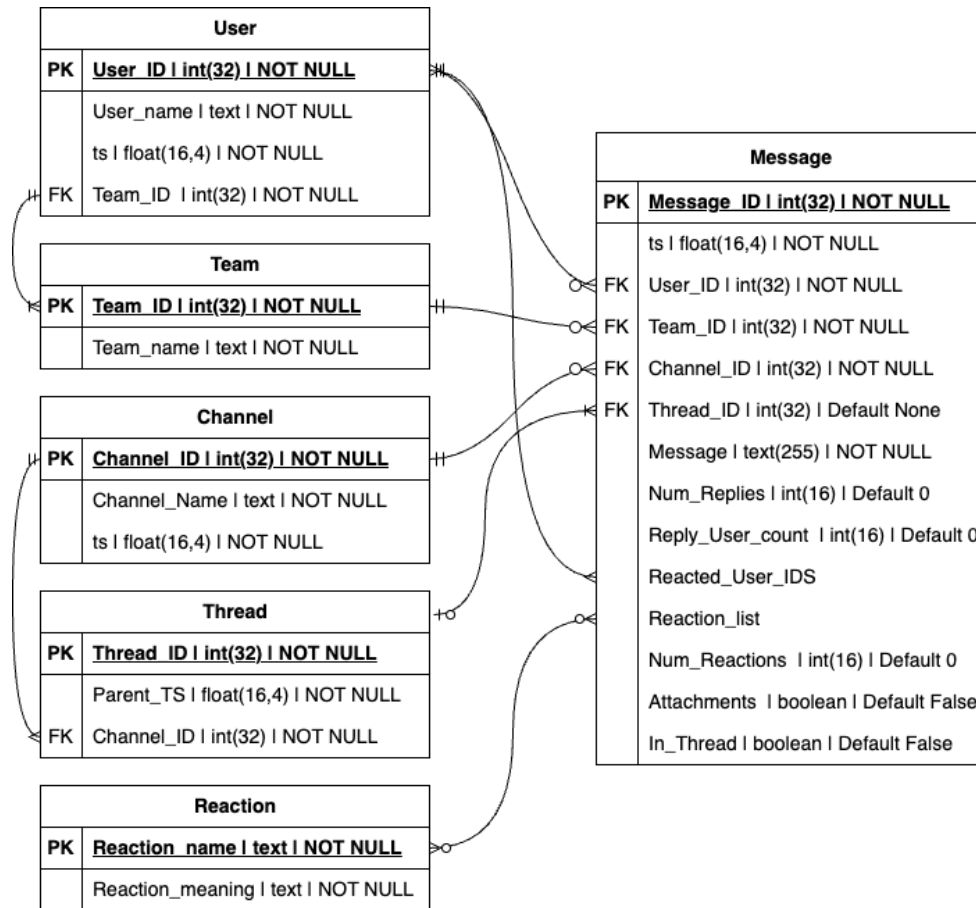 User
PK User_ID | int(32) | NOT NULL
User_name | text | NOT NULL
ts | float(16,4) | NOT NULL
FK Team_ID | int(32) | NOT NULL
Team
PK Team_ID | int(32) | NOT NULL
Team_name | text | NOT NULL
Channel
PK Channel_ID | int(32) | NOT NULL
Channel_Name | text | NOT NULL
ts | float(16,4) | NOT NULL
Thread
PK Thread_ID | int(32) | NOT NULL
Parent_TS | float(16,4) | NOT NULL
FK Channel_ID | int(32) | NOT NULL
Reaction
PK Reaction_name | text | NOT NULL
Reaction_meaning | text | NOT NULL
Message
PK Message_ID | int(32) | NOT NULL
ts | float(16,4) | NOT NULL
FK User_ID | int(32) | NOT NULL
FK Team_ID | int(32) | NOT NULL
FK Channel_ID | int(32) | NOT NULL
FK Thread_ID | int(32) | Default None
Message | text(255) | NOT NULL
Num_Replies | int(16) | Default 0
Reply_User_count | int(16) | Default 0
Reacted_User_IDS
Reaction_list
Num_Reactions | int(16) | Default 0
Attachments | boolean | Default False
In_Thread | boolean | Default False